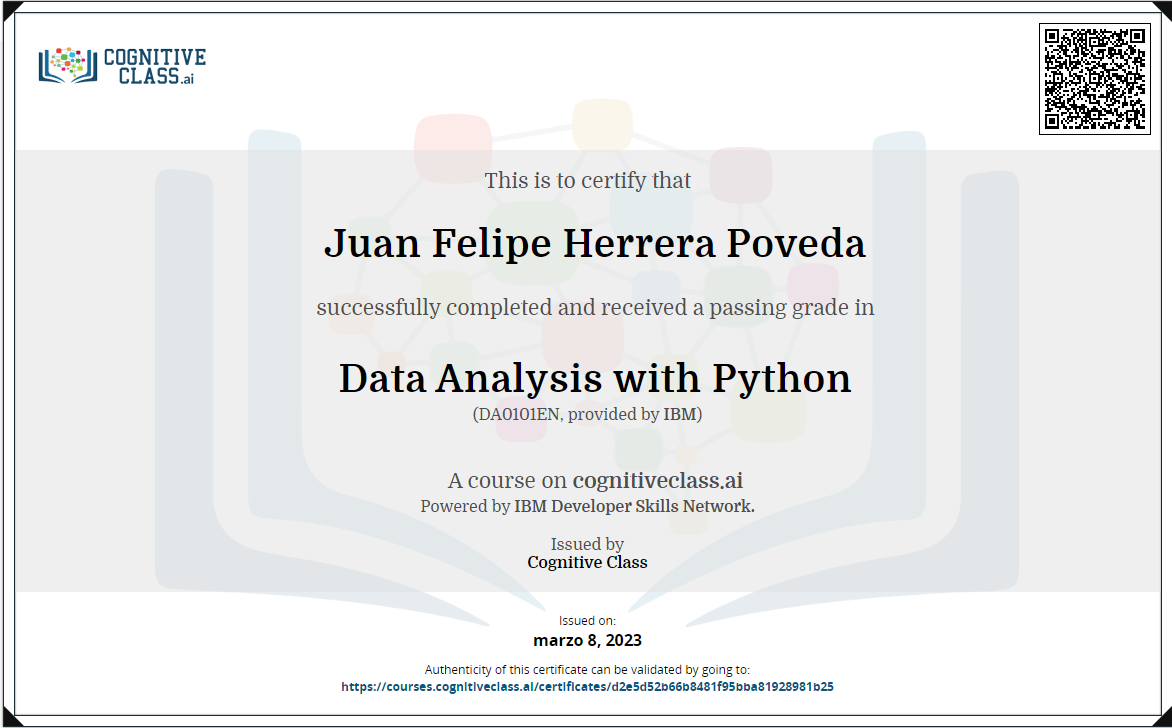 COGNITIVE
CLASS.ai
This is to certify that
Juan Felipe Herrera Poveda
successfully completed and received a passing grade in
Data Analysis with Python
(DA0101EN, provided by IBM)
A course on cognitiveclass.ai
Powered by IBM Developer Skills Network.
Issued by
Cognitive Class
Issued on:
marzo 8, 2023
Authenticity of this certificate can be validated by going to:
https://courses.cognitiveclass.ai/certificates/d2e5d52b66b8481f95bba81928981b25